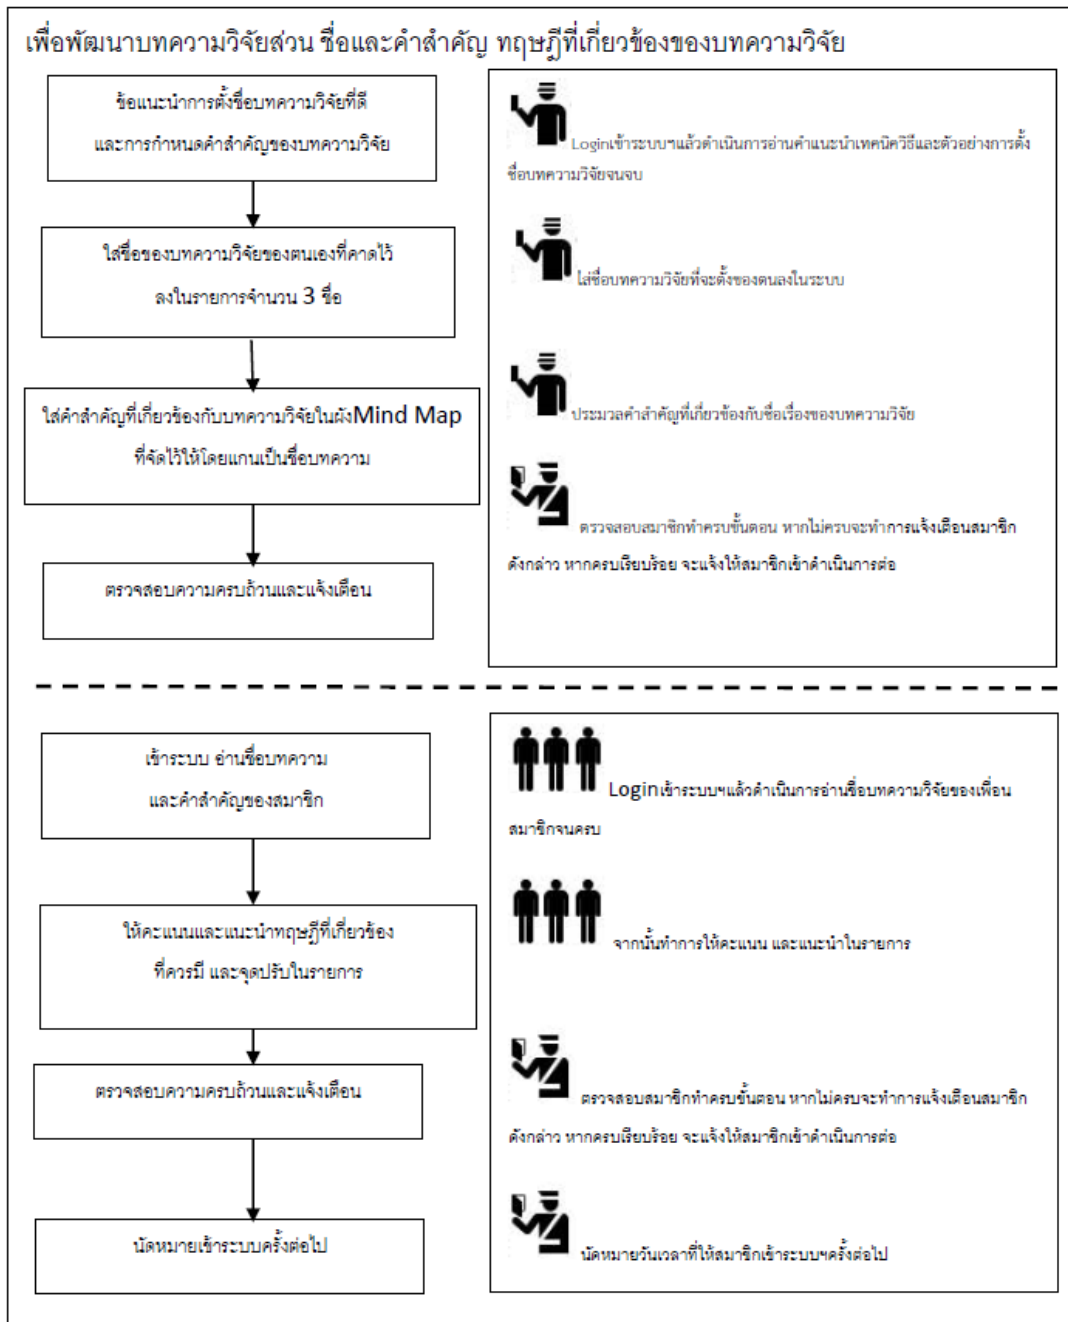 เพื่อพัฒนาบทความวิจัยส่วน ชื่อและคำสำคัญ ทฤษฎีที่เกี่ยวข้องของบทความวิจัย
ข้อแนะนำการตั้งชื่อบทความวิจัยที่ดี
และการกำหนดคำสำคัญของบทความวิจัย
ใส่ชื่อของบทความวิจัยของตนเองที่คาดไว้
ลงในรายการจำนวน 3 ชื่อ
ใส่คำสำคัญที่เกี่ยวข้องกับบทความวิจัยในผังMind Map
ที่จัดไว้ให้โดยแกนเป็นชื่อบทความ
ตรวจสอบความครบถ้วนและแจ้งเตือน
Loginเข้าระบบฯแล้วดำเนินการอ่านคำแนะนำเทคนิควิธีและตัวอย่างการตั้ง
ชื่อบทความวิจัยจนจบ
ใส่ชื่อบทความวิจัยที่จะตั้งของตนลงในระบบ
ประมวลคำสำคัญที่เกี่ยวข้องกับชื่อเรื่องของบทความวิจัย
ตรวจสอบสมาชิกทำครบขั้นตอน หากไม่ครบจะทำการแจ้งเตือนสมาชิก
ดังกล่าว หากครบเรียบร้อย จะแจ้งให้สมาชิกเข้าดำเนินการต่อ
เข้าระบบ อ่านชื่อบทความ
และคำสำคัญของสมาชิก
ให้คะแนนและแนะนำทฤษฎีที่เกี่ยวข้อง
ที่ควรมี และจุดปรับในรายการ
ตรวจสอบความครบถ้วนและแจ้งเตือน
นัดหมายเข้าระบบครั้งต่อไป
Loginเข้าระบบฯแล้วดำเนินการอ่านชื่อบทความวิจัยของเพื่อน
สมาชิกจนครบ
จากนั้นทำการให้คะแนน และแนะนำในรายการ
ตรวจสอบสมาชิกทำครบขั้นตอน หากไม่ครบจะทำการแจ้งเตือนสมาชิก
ดังกล่าว หากครบเรียบร้อย จะแจ้งให้สมาชิกเข้าดำเนินการต่อ
นัดหมายวันเวลาที่ให้สมาชิกเข้าระบบฯครั้งต่อไป